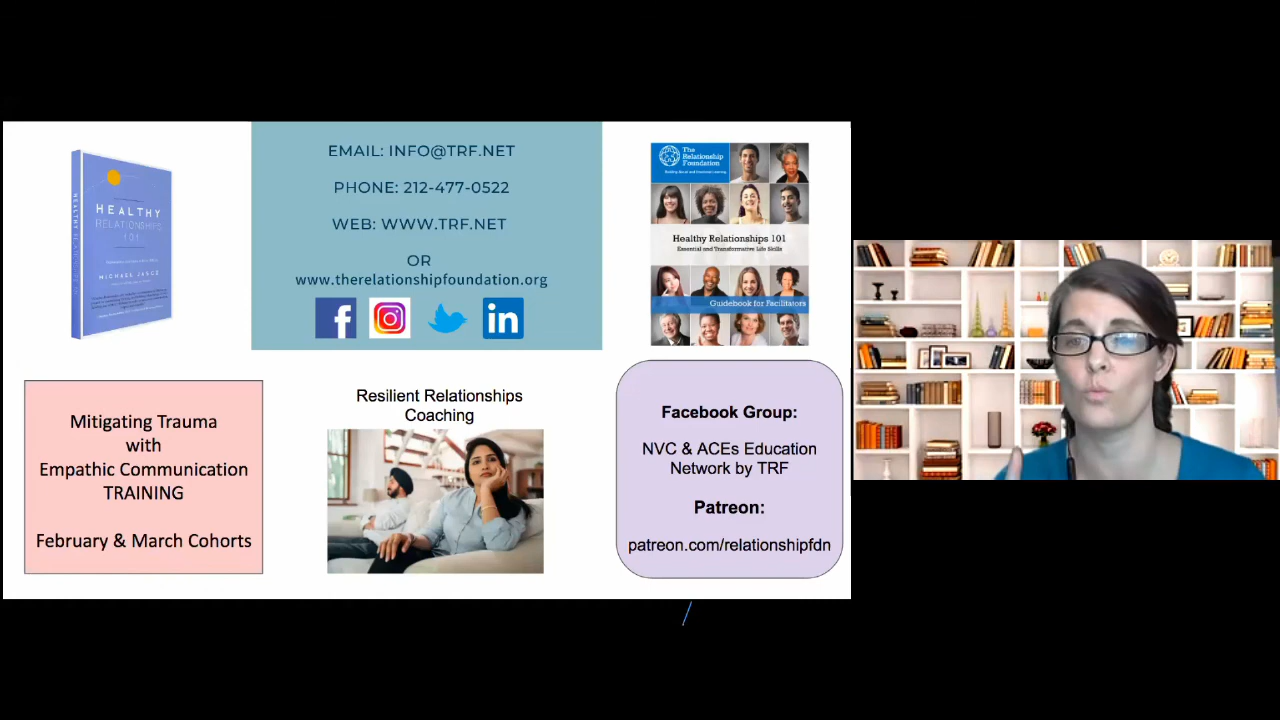 HEALTHY
RELATIONSHIPS
101
MICHAEL
EMAIL: INFO@TRF.NET
PHONE: 212-477-0522
WEB: WWW.TRF.NET
OR
www.therelationshipfoundation.org
The
Relationship
Foundation
Healthy Relationships 101
Essential and Transformative Life Skills
Guidebook for Facilitators
Mitigating Trauma
with
Empathic Communication
TRAINING
February & March Cohorts
Resilient Relationships
Coaching
Facebook Group:
NVC & ACEs Education
Network by TRF
Patreon:
patreon.com/relationshipfdn